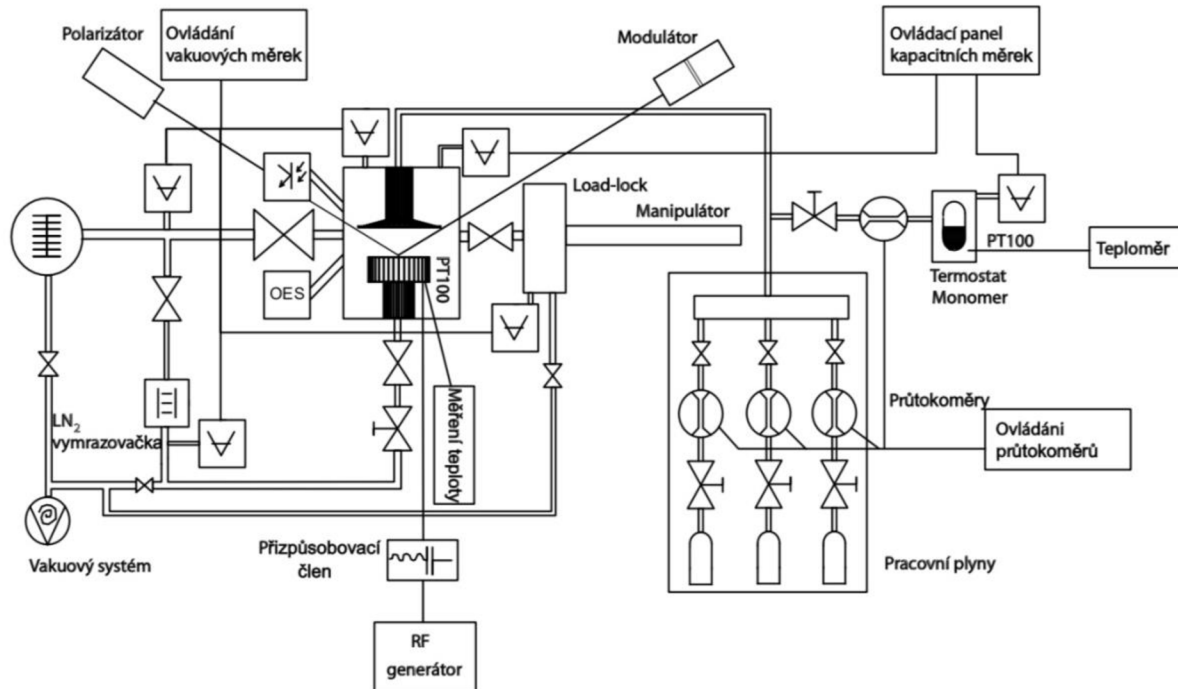 Polarizátor
Ovládání
vakuových měrek
Modulátor
Ovládací panel
kapacitních měrek
Load-lock
Manipulátor
PT100
PT100
Teploměr
Termostat
Monomer
OES
LN₂
vymrazovačka
Měření teploty
Průtokoměry
Ovládáni
průtokoměrů
Vakuový systém
Přizpůsobovací
člen
Pracovní plyny
RF
generátor